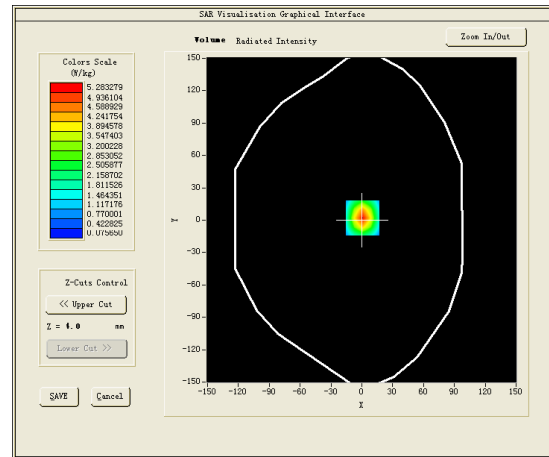 SAR Visualisation Graphical Interface
Volume Radiated Intensity
Zoom In/Out
Colors Scale
(W/kg)
5.283279
4.936104
4.588929
4.241754
3.894578
3.547403
3.200228
2.853052
2.505877
2.158702
1.811526
1.464351
1.117176
0.770001
0.422825
0.075650
150
120
90
60
30
0
-30
-60
-90
-120
-150
Y
-150 -120 -90 -60 -30 0 30 60 90 120 150
X
Z-Cuts Control
<< Upper Cut
Z = 4.0 mm
Lower Cut >>
SAVE
Cancel